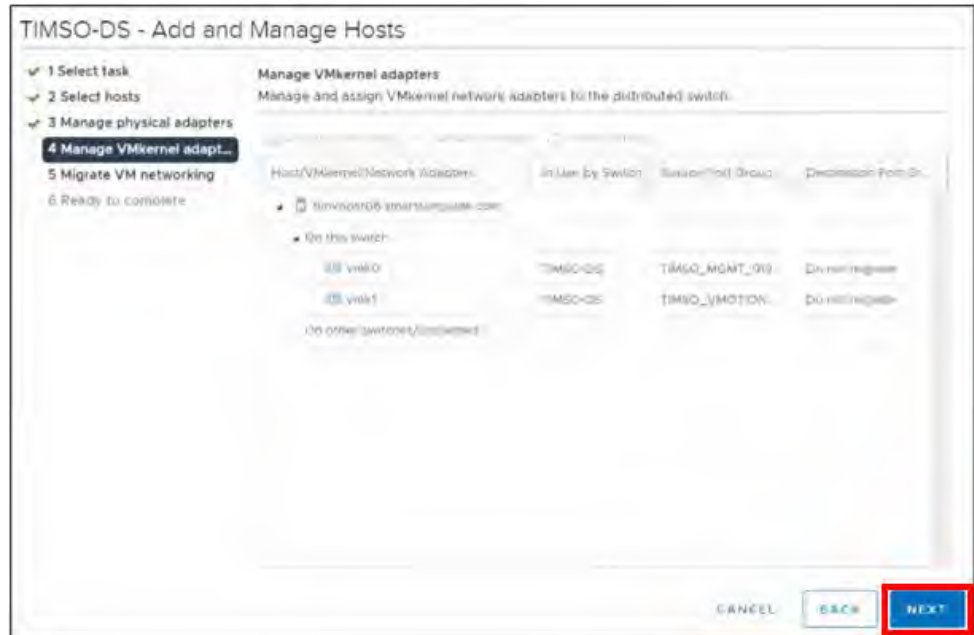 TIMSO-DS - Add and Manage Hosts
1 Select task
2 Select hosts
3 Manage physical adapters
4 Manage VMkernel adapt...
5 Migrate VM networking
6 Ready to complete
Manage VMkernel adapters
Manage and assign VMkernel network adapters to the distributed switch.
Host/VMkernel Network Adapters In Use by Switch Source Port Group Destination Port Gr...
On this switch
vmk0 TIMSO-DS TIMSO_MGMT_ Do not migrate
vmk1 TIMSO-DS TIMSO_VMOTION... Do not migrate
On other switches/unclaimed
CANCEL BACK NEXT